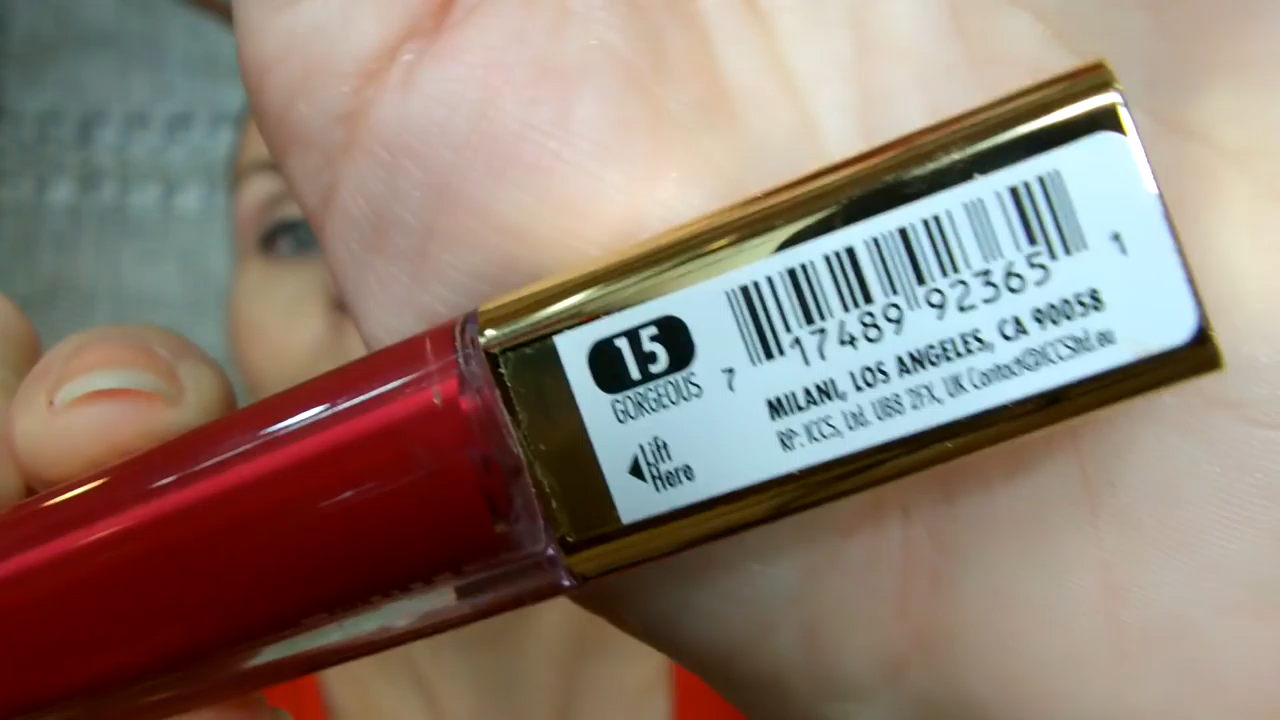 15
GORGEOUS
Lift
Here
7 17489 92365 1
MILANI, LOS ANGELES, CA 90058
RP: ICCS, Ltd. UB8 2FX, UK Contact@ICCSltd.eu